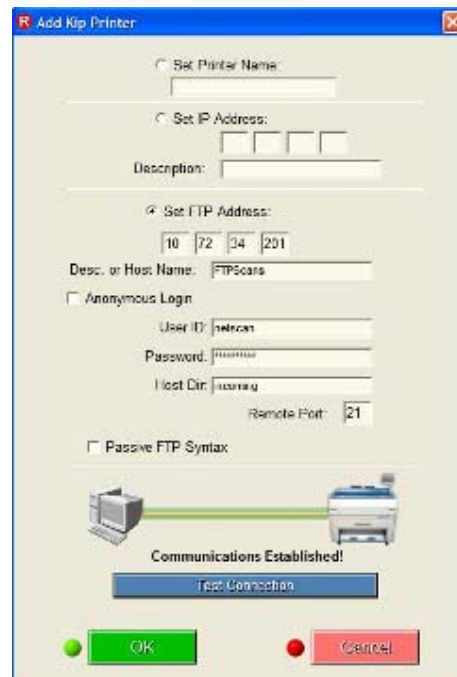 R Add Kip Printer
Set Printer Name:
Set IP Address:
Description:
Set FTP Address:
10 72 34 201
Desc. or Host Name: FTPScans
Anonymous Login
User ID: netscan
Password: **********
Host Dir: incoming
Remote Port: 21
Passive FTP Syntax
Communications Established!
Test Connection
OK Cancel